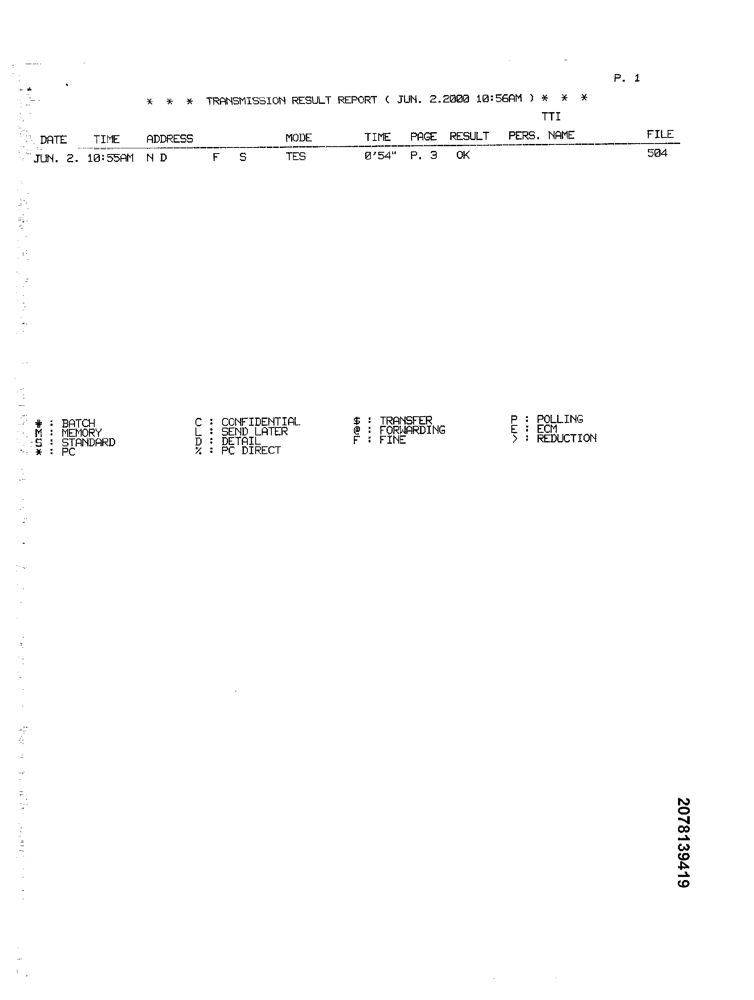 P. 1
* * * TRANSMISSION RESULT REPORT ( JUN. 2.2000 10:56AM ) * * *
TTI
DATE TIME ADDRESS MODE TIME PAGE RESULT PERS. NAME FILE
JUN. 2. 10:55AM N D F S TES 0'54" P. 3 OK 504
# : BATCH C : CONFIDENTIAL $ : TRANSFER P : POLLING
M : MEMORY L : SEND LATER @ : FORWARDING E : ECM
S : STANDARD D : DETAIL F : FINE > : REDUCTION
* : PC % : PC DIRECT
2078139419